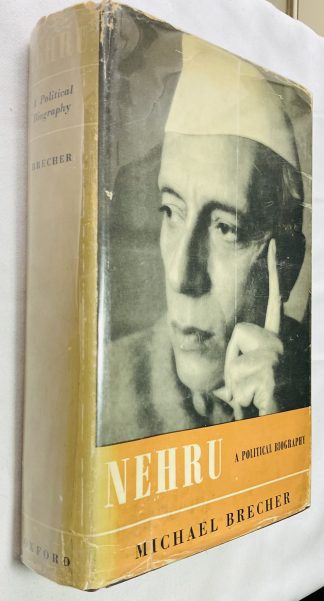 NEHRU
A Political
Biography
BRECHER
OXFORD
NEHRU
A POLITICAL BIOGRAPHY
MICHAEL BRECHER